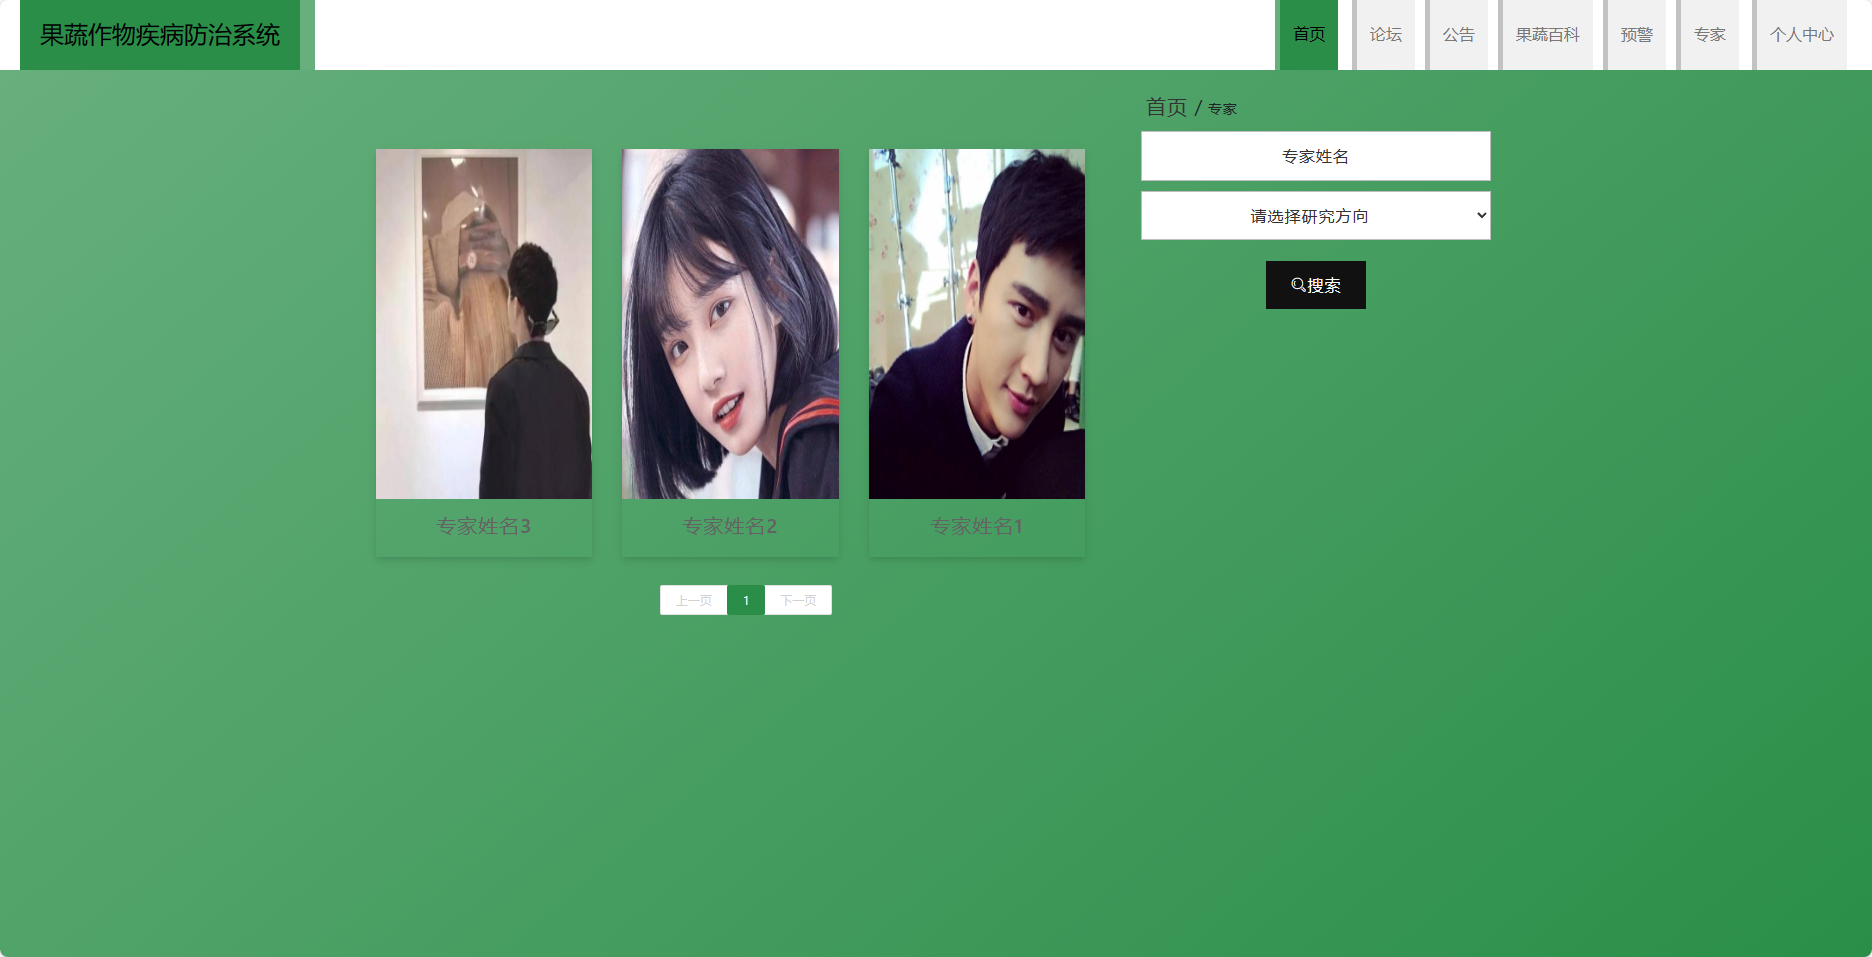 果蔬作物疾病防治系统
首页
论坛
公告
果蔬百科
预警
专家
个人中心
首页 / 专家
专家姓名
请选择研究方向
搜索
专家姓名3
专家姓名2
专家姓名1
上一页
1
下一页